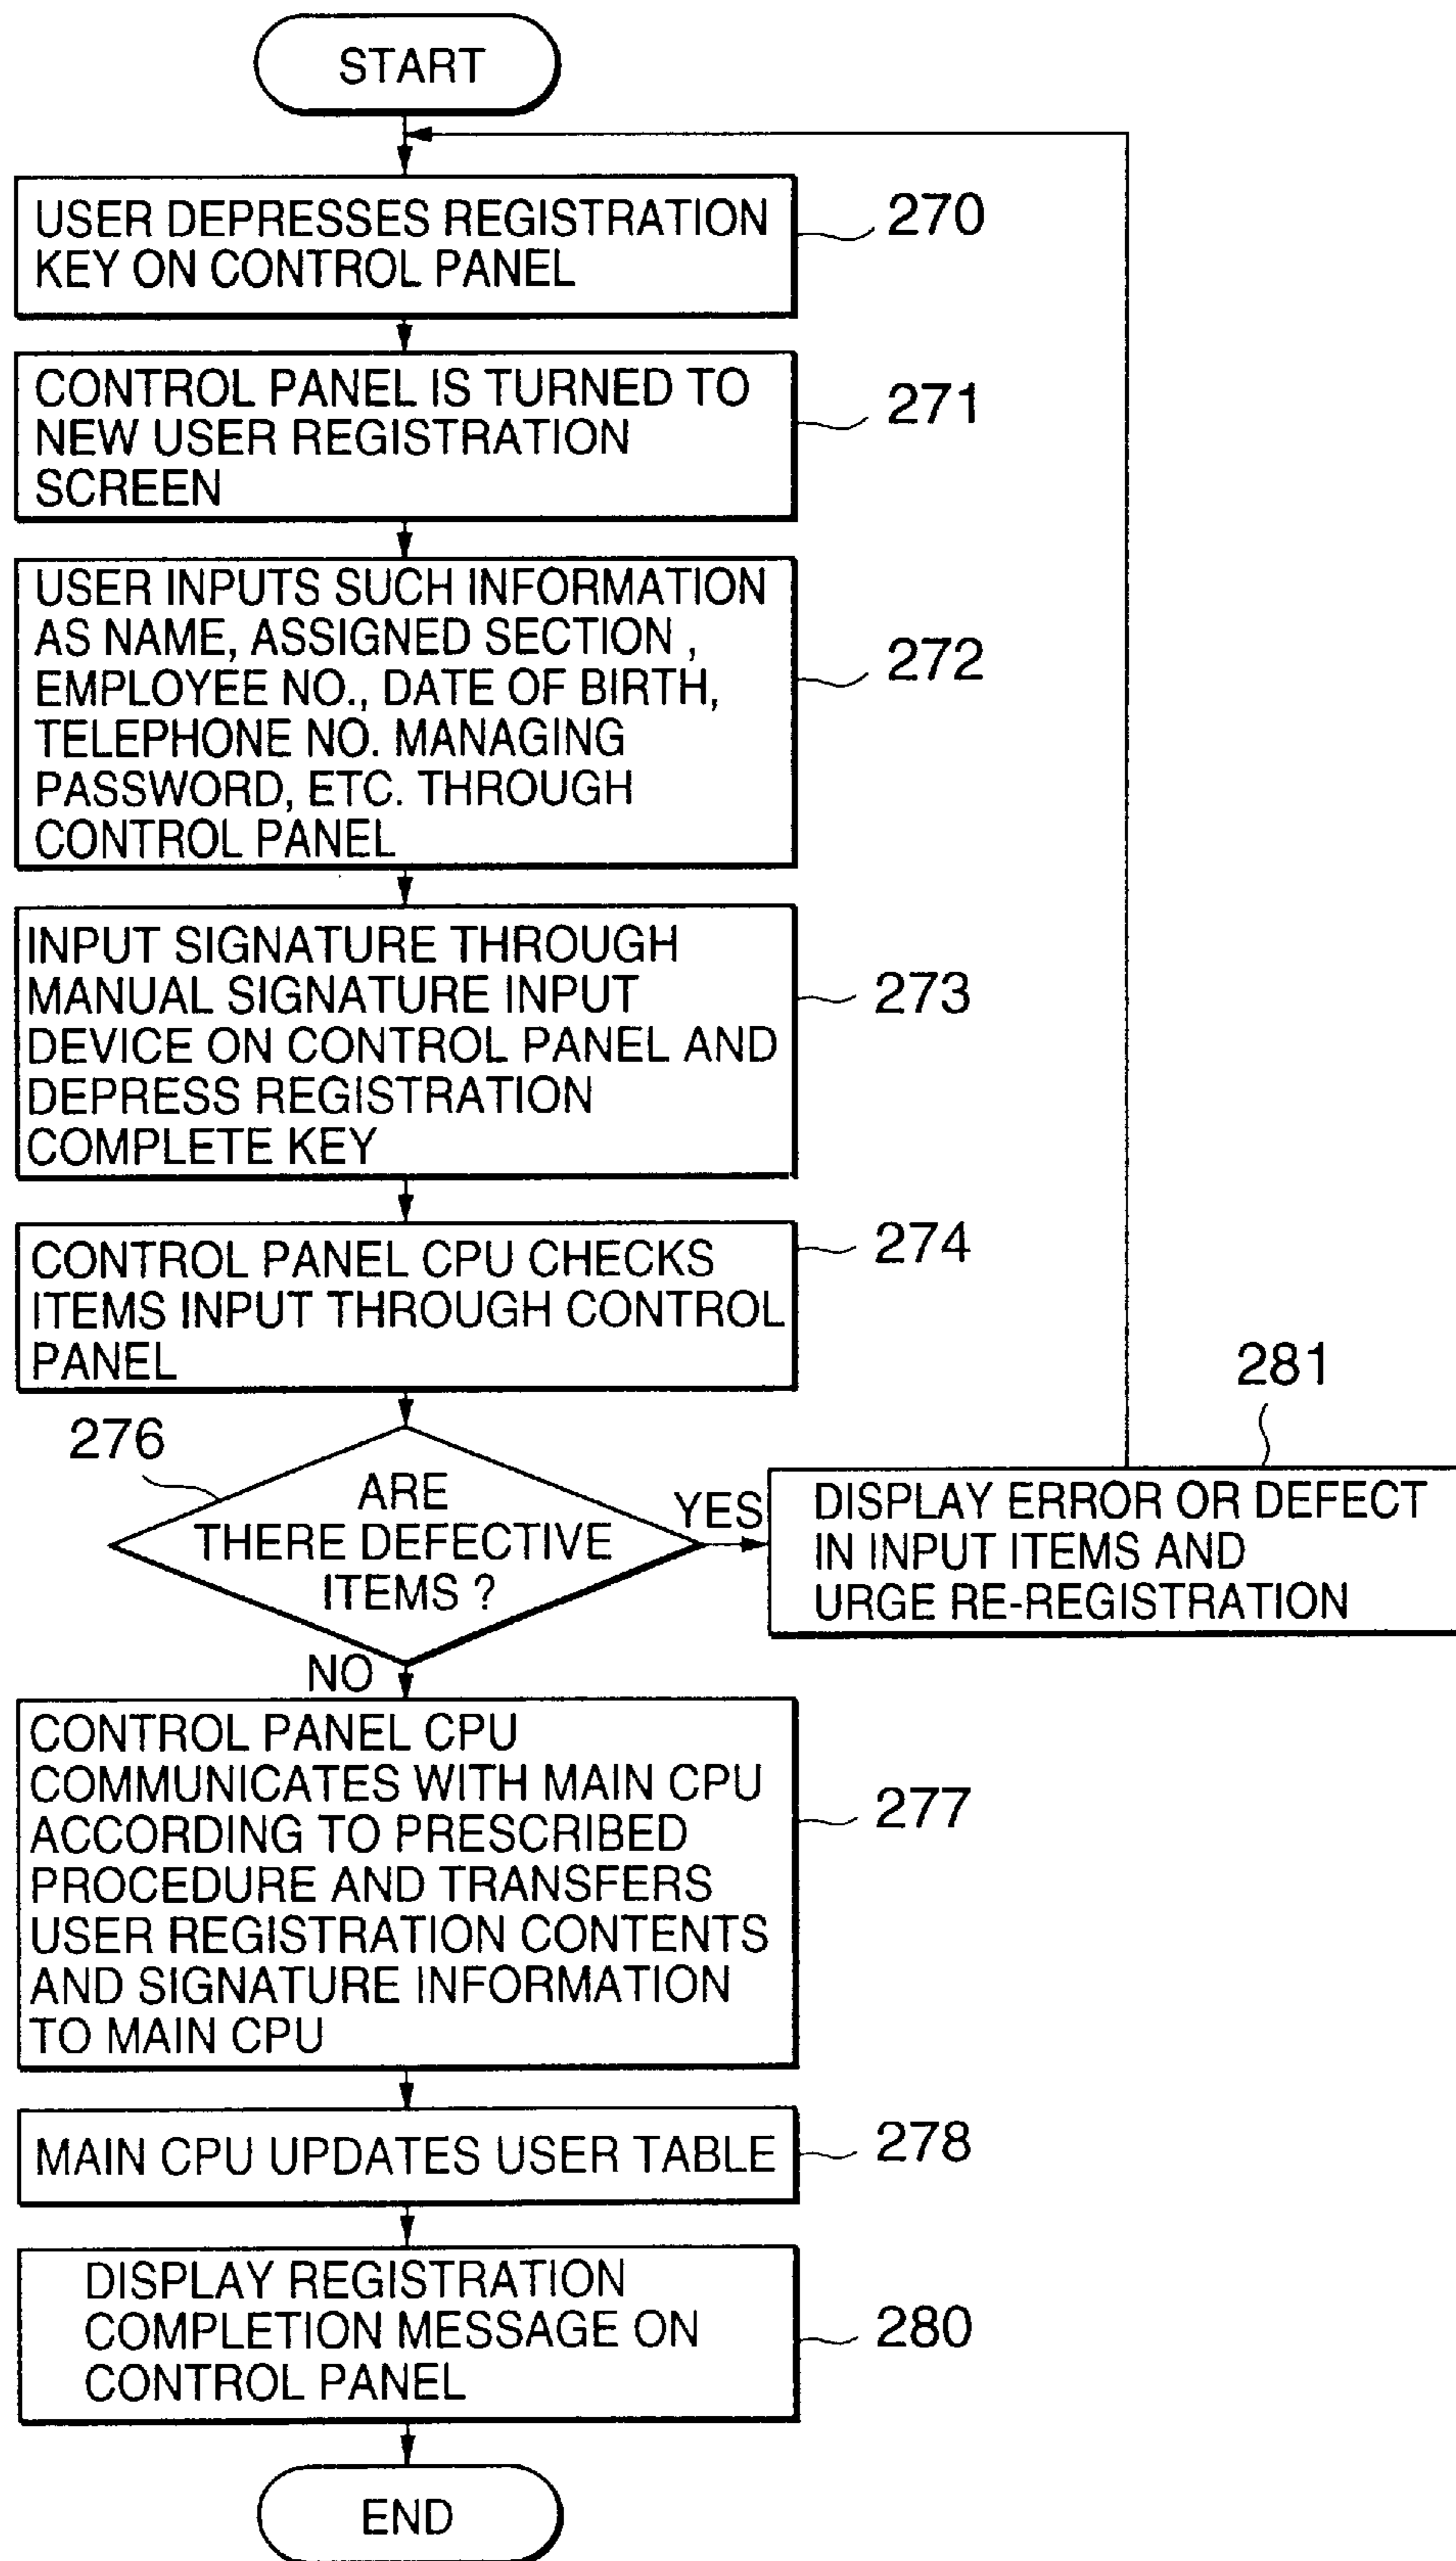 START
USER DEPRESSES REGISTRATION
KEY ON CONTROL PANEL
270
CONTROL PANEL IS TURNED TO
NEW USER REGISTRATION
SCREEN
271
USER INPUTS SUCH INFORMATION
AS NAME, ASSIGNED SECTION ,
EMPLOYEE NO., DATE OF BIRTH,
TELEPHONE NO. MANAGING
PASSWORD, ETC. THROUGH
CONTROL PANEL
272
INPUT SIGNATURE THROUGH
MANUAL SIGNATURE INPUT
DEVICE ON CONTROL PANEL AND
DEPRESS REGISTRATION
COMPLETE KEY
273
CONTROL PANEL CPU CHECKS
ITEMS INPUT THROUGH CONTROL
PANEL
274
276
ARE
THERE DEFECTIVE
ITEMS ?
YES
NO
281
DISPLAY ERROR OR DEFECT
IN INPUT ITEMS AND
URGE RE-REGISTRATION
CONTROL PANEL CPU
COMMUNICATES WITH MAIN CPU
ACCORDING TO PRESCRIBED
PROCEDURE AND TRANSFERS
USER REGISTRATION CONTENTS
AND SIGNATURE INFORMATION
TO MAIN CPU
277
MAIN CPU UPDATES USER TABLE
278
DISPLAY REGISTRATION
COMPLETION MESSAGE ON
CONTROL PANEL
280
END